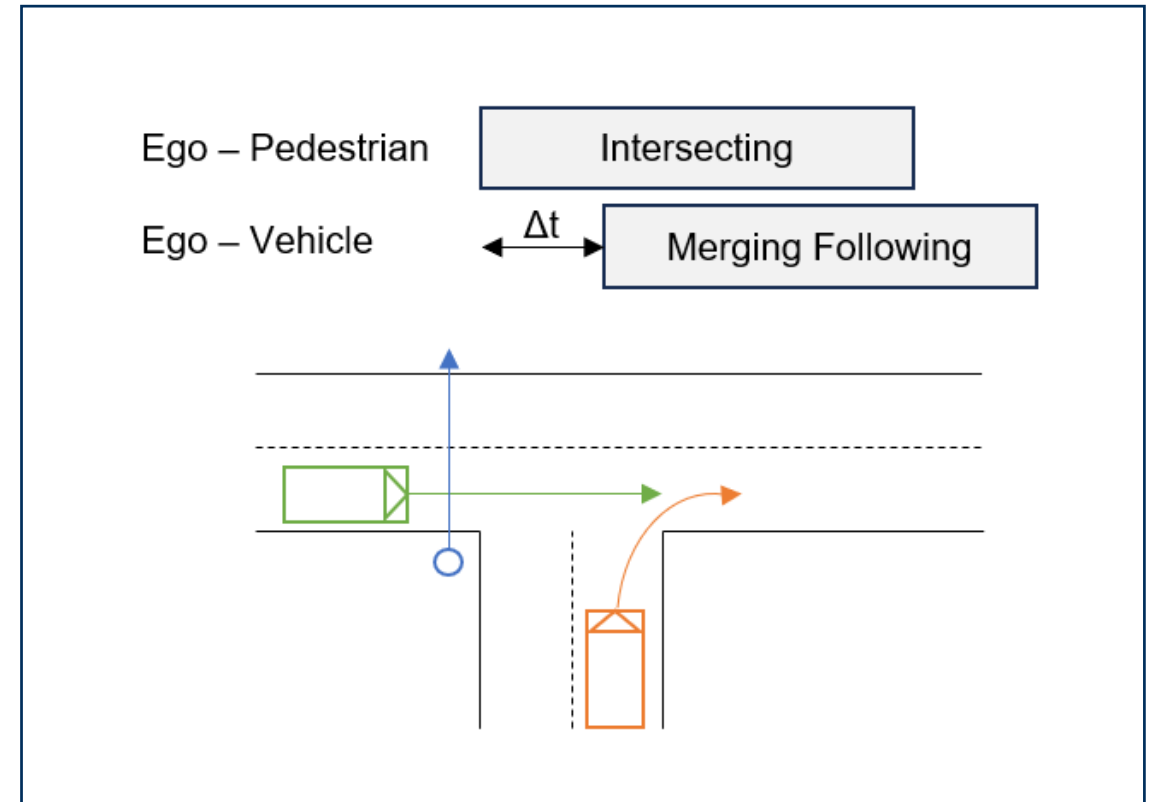 Ego – Pedestrian Intersecting
Ego – Vehicle Δt Merging Following